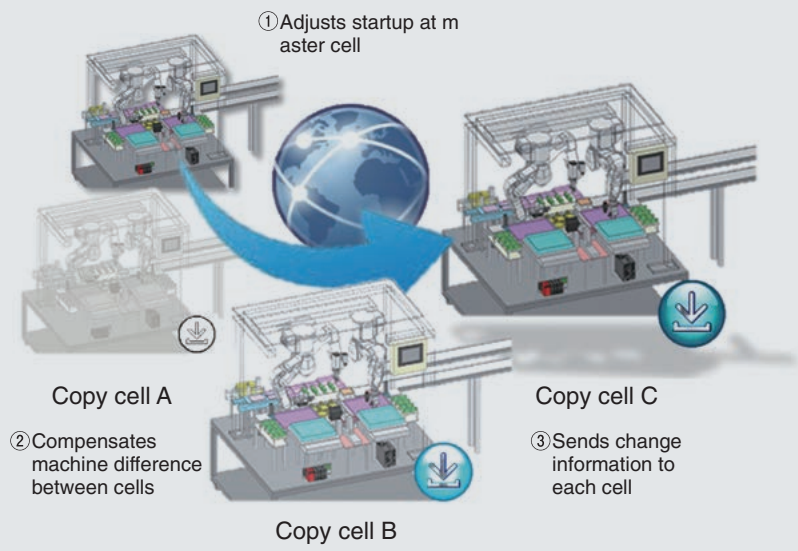 ①Adjusts startup at m
aster cell
Copy cell A
②Compensates
machine difference
between cells
Copy cell B
Copy cell C
③Sends change
information to
each cell